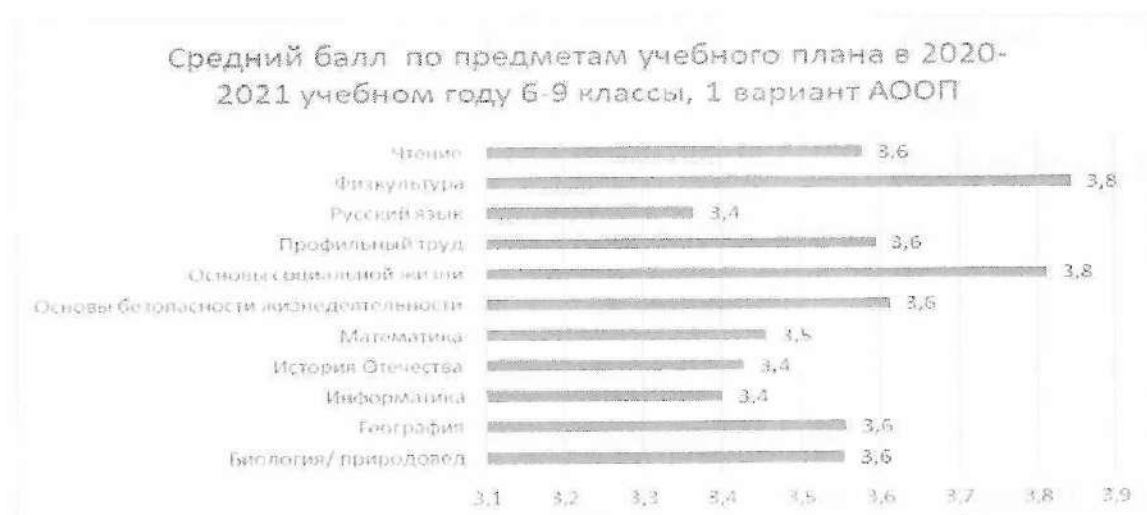 Средний балл по предметам учебного плана в 2020-
2021 учебном году 6-9 классы, 1 вариант АООП
Чтение 3,6
Физкультура 3,8
Русский язык 3,4
Профильный труд 3,6
Основы социальной жизни 3,8
Основы безопасности жизнедеятельности 3,6
Математика 3,5
История Отечества 3,4
Информатика 3,4
География 3,6
Биология/ природовед 3,6
3,1 3,2 3,3 3,4 3,5 3,6 3,7 3,8 3,9